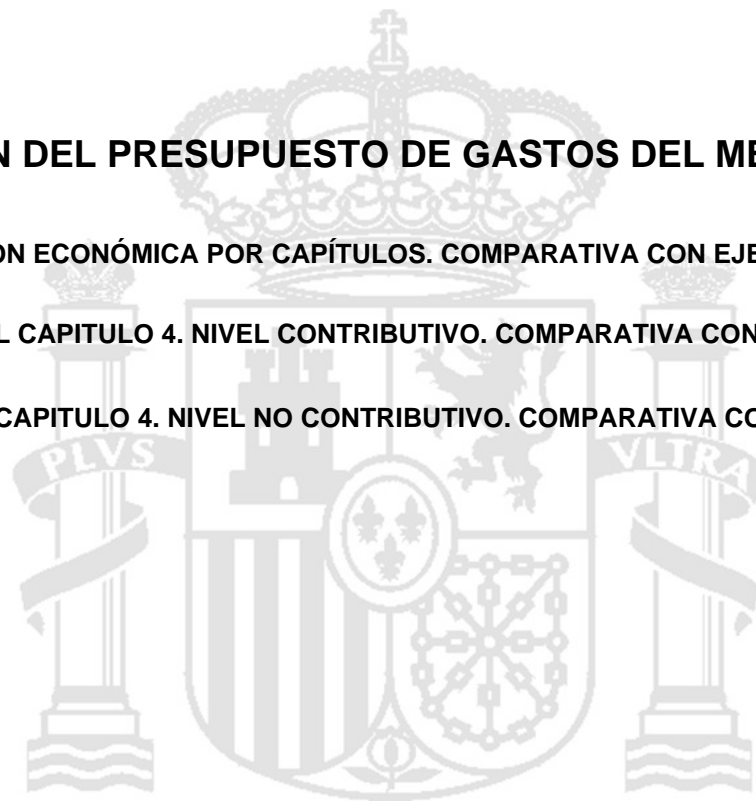 N DEL PRESUPUESTO DE GASTOS DEL ME
ON ECONÓMICA POR CAPÍTULOS. COMPARATIVA CON EJE
L CAPITULO 4. NIVEL CONTRIBUTIVO. COMPARATIVA CON
CAPITULO 4. NIVEL NO CONTRIBUTIVO. COMPARATIVA CO
PLVS VLTRA